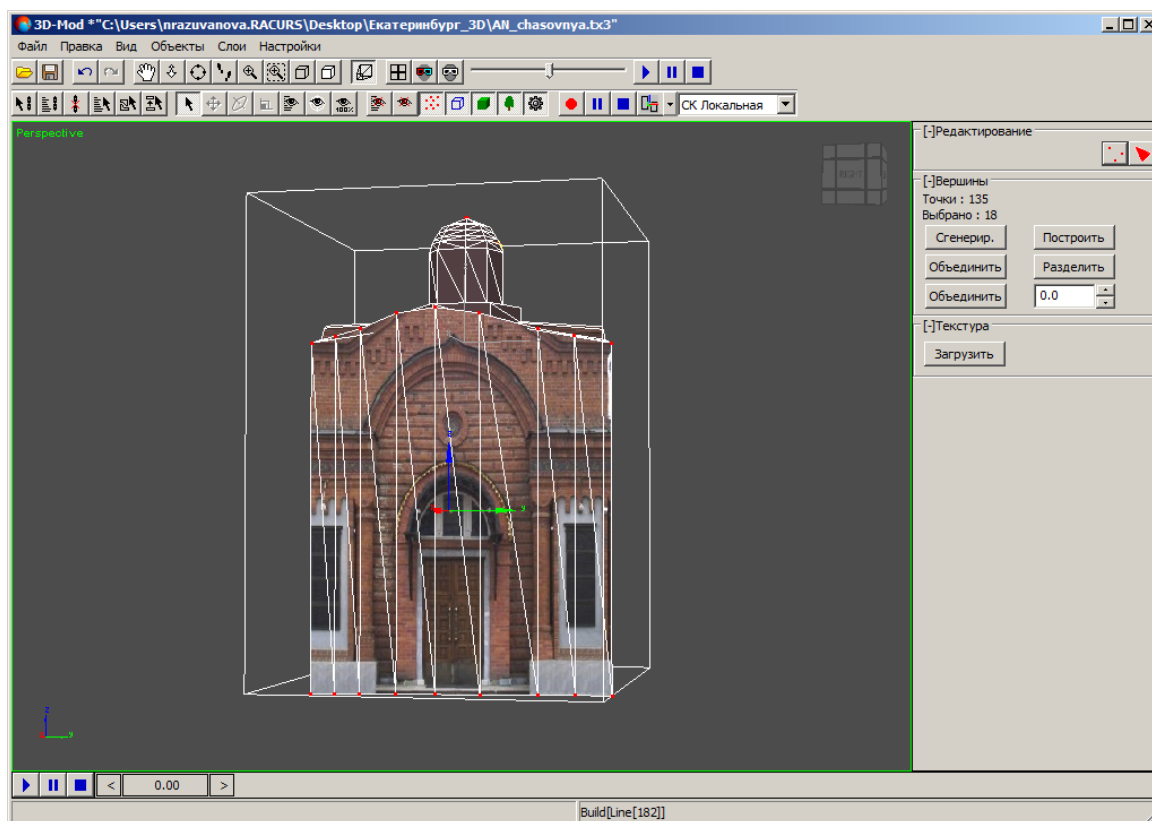 3D-Mod *"C:\Users\nrazuvanova.RACURS\Desktop\Екатеринбург_3D\AN_chasovnya.tx3"
Файл Правка Вид Объекты Слои Настройки
100%
СК Локальная
Perspective
RIGHT
[-]Редактирование
[-]Вершины
Точки : 135
Выбрано : 18
Сгенерир. Построить
Объединить Разделить
Объединить 0.0
[-]Текстура
Загрузить
z
y
z
y
< 0.00 >
Build[Line[182]]